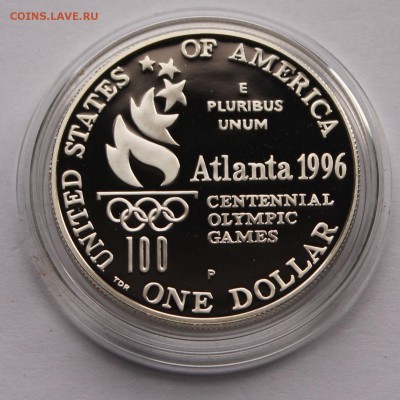 COINS.LAVE.RU
UNITED STATES OF AMERICA
E
PLURIBUS
UNUM
Atlanta 1996
CENTENNIAL
OLYMPIC
GAMES
100
P
TDR
ONE DOLLAR